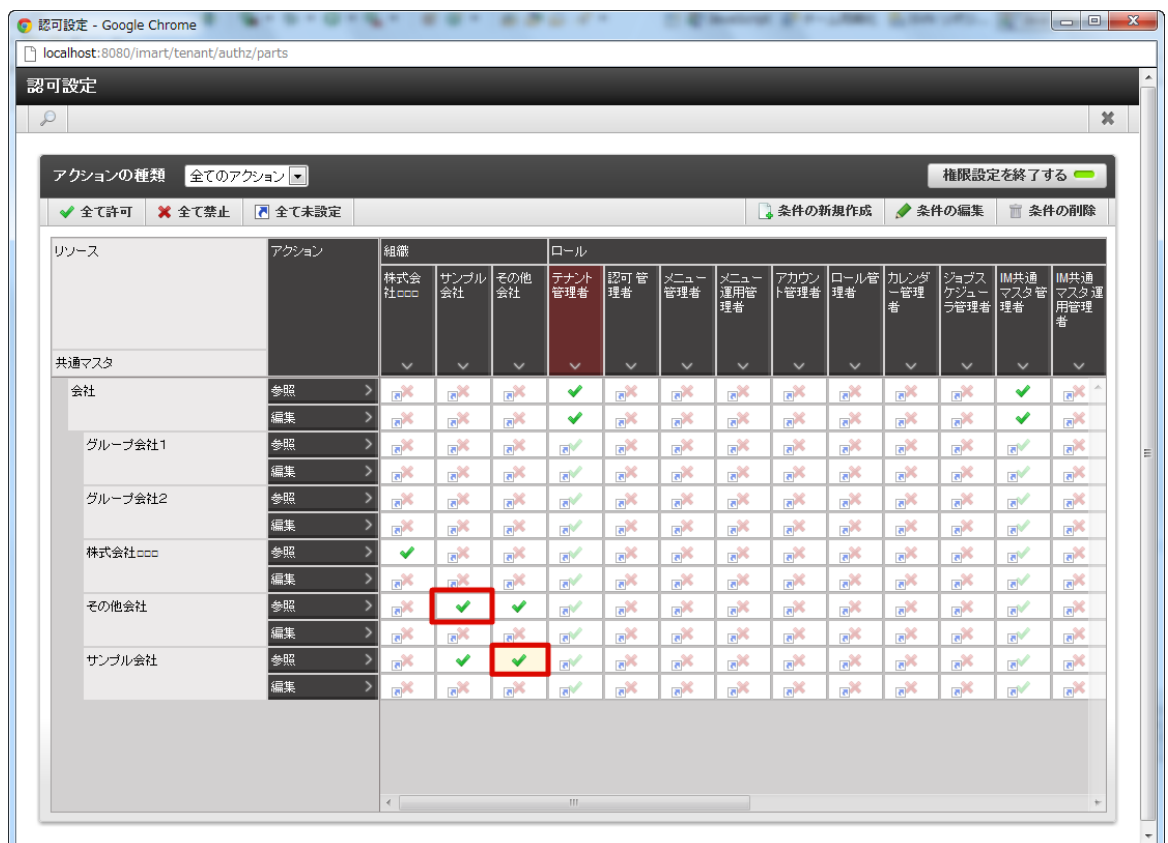 認可設定 - Google Chrome
localhost:8080/imart/tenant/authz/parts
認可設定
アクションの種類 全てのアクション 権限設定を終了する
全て許可 全て禁止 全て未設定 条件の新規作成 条件の編集 条件の削除
リソース アクション 組織 ロール
株式会社□□□ サンプル会社 その他会社 テナント管理者 認可管理者 メニュー管理者 メニュー運用管理者 アカウント管理者 ロール管理者 カレンダー管理者 ジョブスケジューラ管理者 IM共通マスタ管理者 IM共通マスタ運用管理者
共通マスタ
会社 参照
編集
グループ会社1 参照
編集
グループ会社2 参照
編集
株式会社□□□ 参照
編集
その他会社 参照
編集
サンプル会社 参照
編集